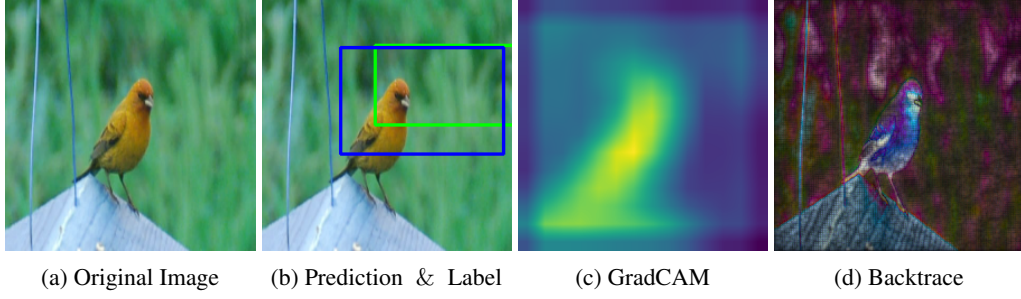 (a) Original Image
(b) Prediction & Label
(c) GradCAM
(d) Backtrace